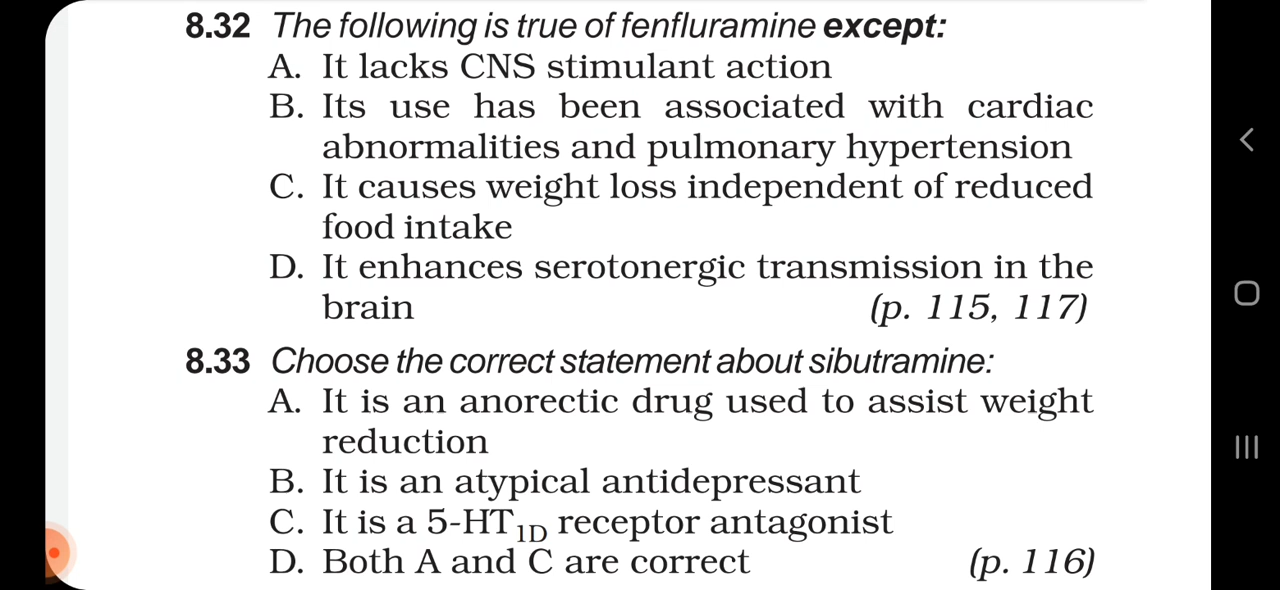 8.32 The following is true of fenfluramine except:
A. It lacks CNS stimulant action
B. Its use has been associated with cardiac
abnormalities and pulmonary hypertension
C. It causes weight loss independent of reduced
food intake
D. It enhances serotonergic transmission in the
brain (p. 115, 117)
8.33 Choose the correct statement about sibutramine:
A. It is an anorectic drug used to assist weight
reduction
B. It is an atypical antidepressant
C. It is a 5-HT1D receptor antagonist
D. Both A and C are correct (p. 116)